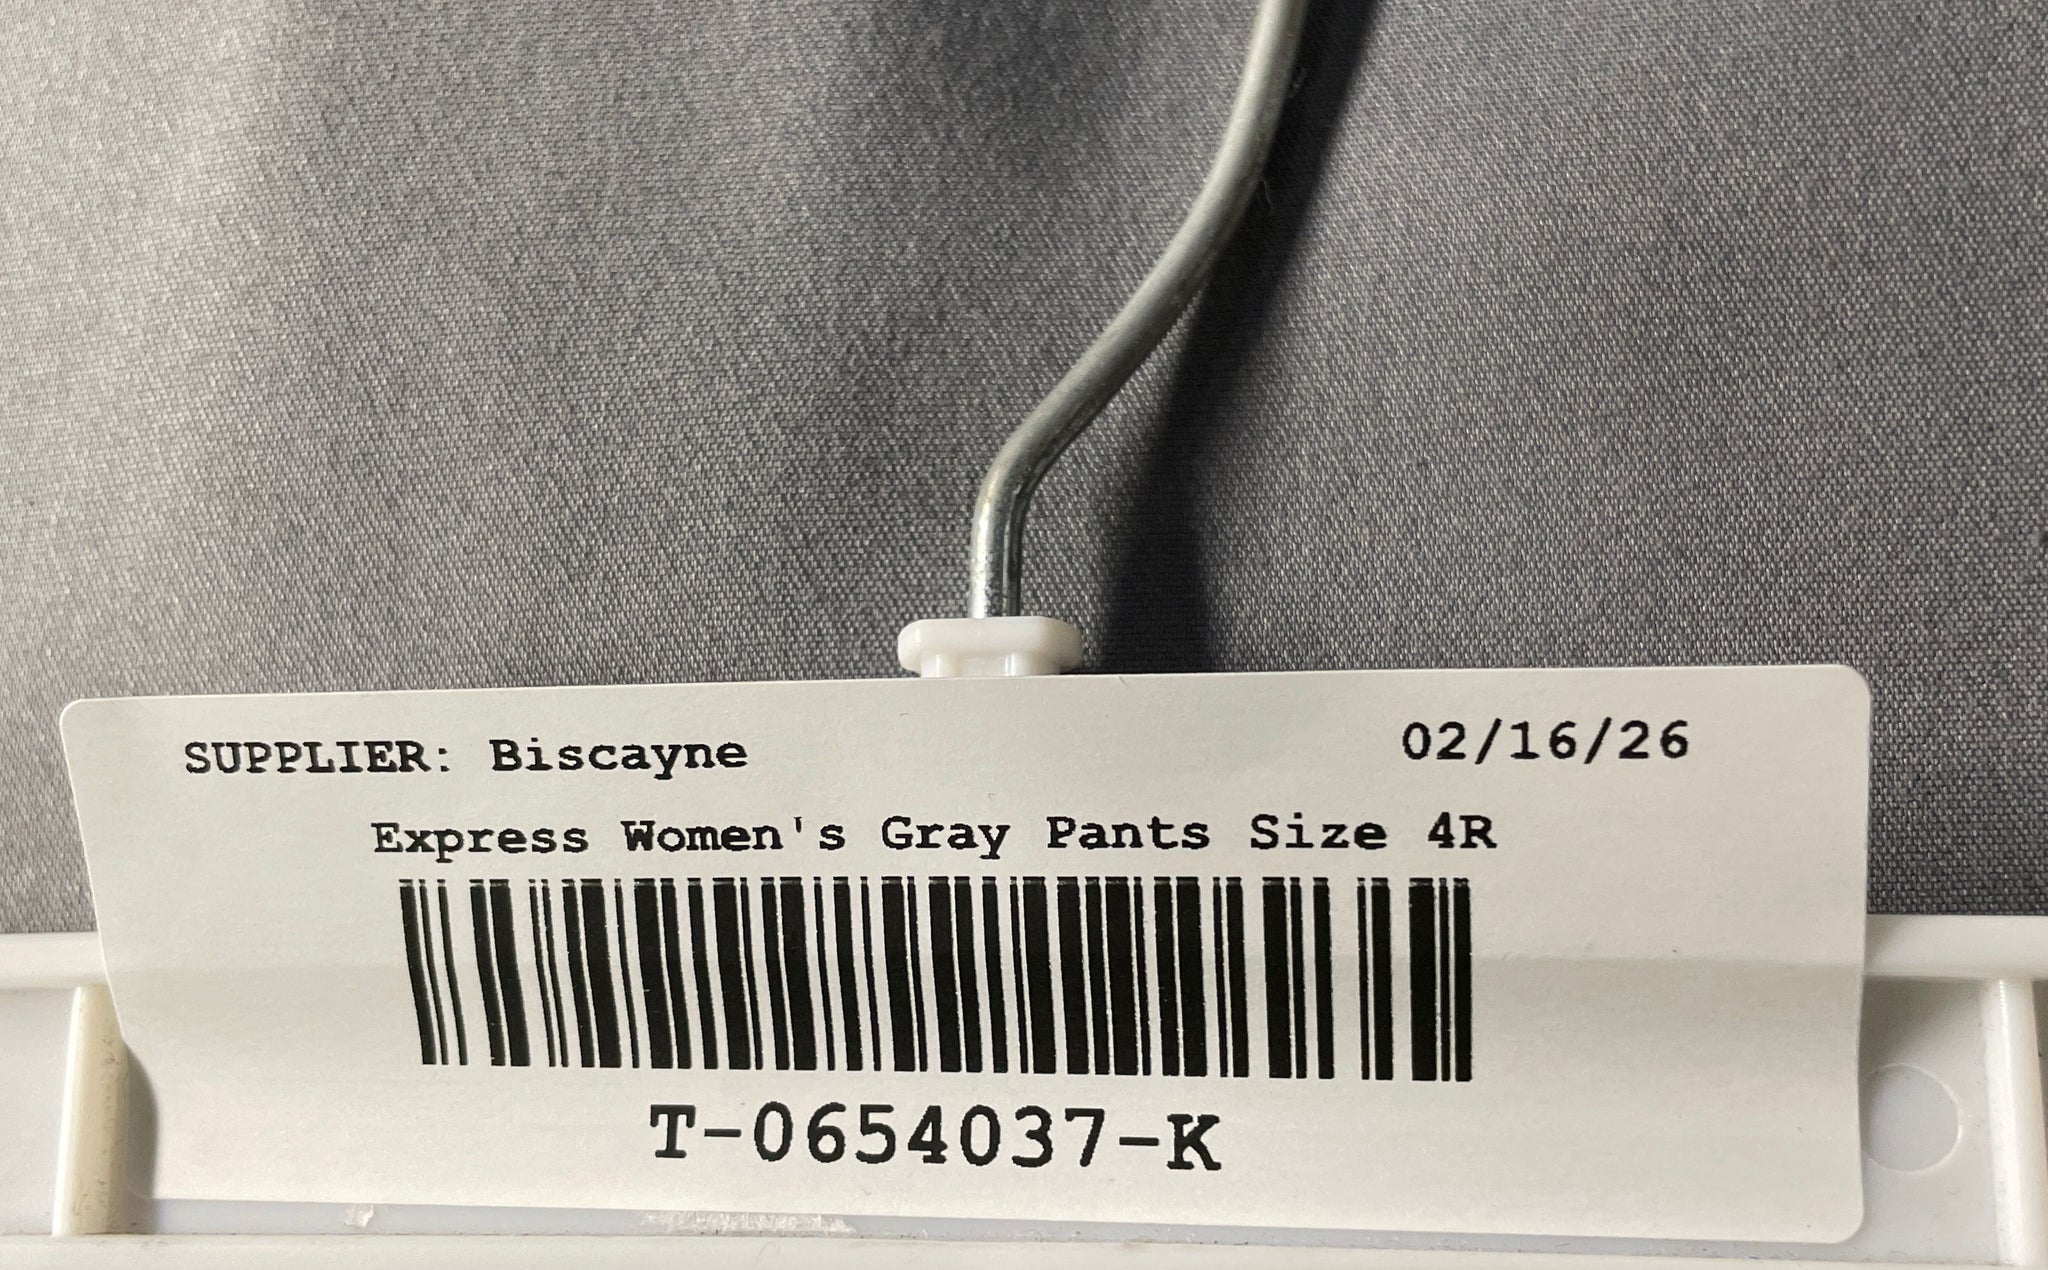 SUPPLIER: Biscayne 02/16/26
Express Women's Gray Pants Size 4R
T-0654037-K